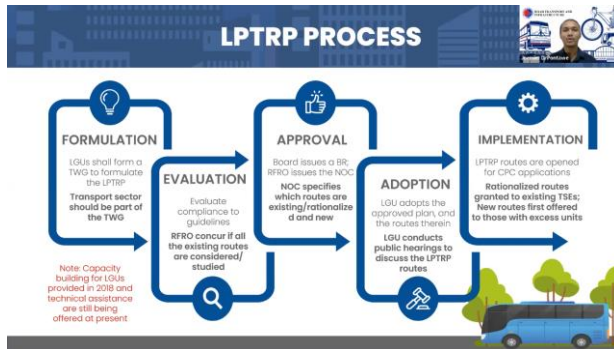 LPTRP PROCESS
FORMULATION
LGUs shall form a
TWG to formulate
the LPTRP
Transport sector
should be part of
the TWG
Note: Capacity
building for LGUs
provided in 2018 and
technical assistance
are still being
offered at present
EVALUATION
Evaluate
compliance to
guidelines
RFRO concur if all
the existing routes
are considered/
studied
APPROVAL
Board issues a BR;
RFRO issues the NOC
NOC specifies
which routes are
existing/rationalize
d and new
ADOPTION
LGU adopts the
approved plan, and
the routes therein
LGU conducts
public hearings to
discuss the LPTRP
routes
IMPLEMENTATION
LPTRP routes are opened
for CPC applications
Rationalized routes
granted to existing TSEs;
New routes first offered
to those with excess units